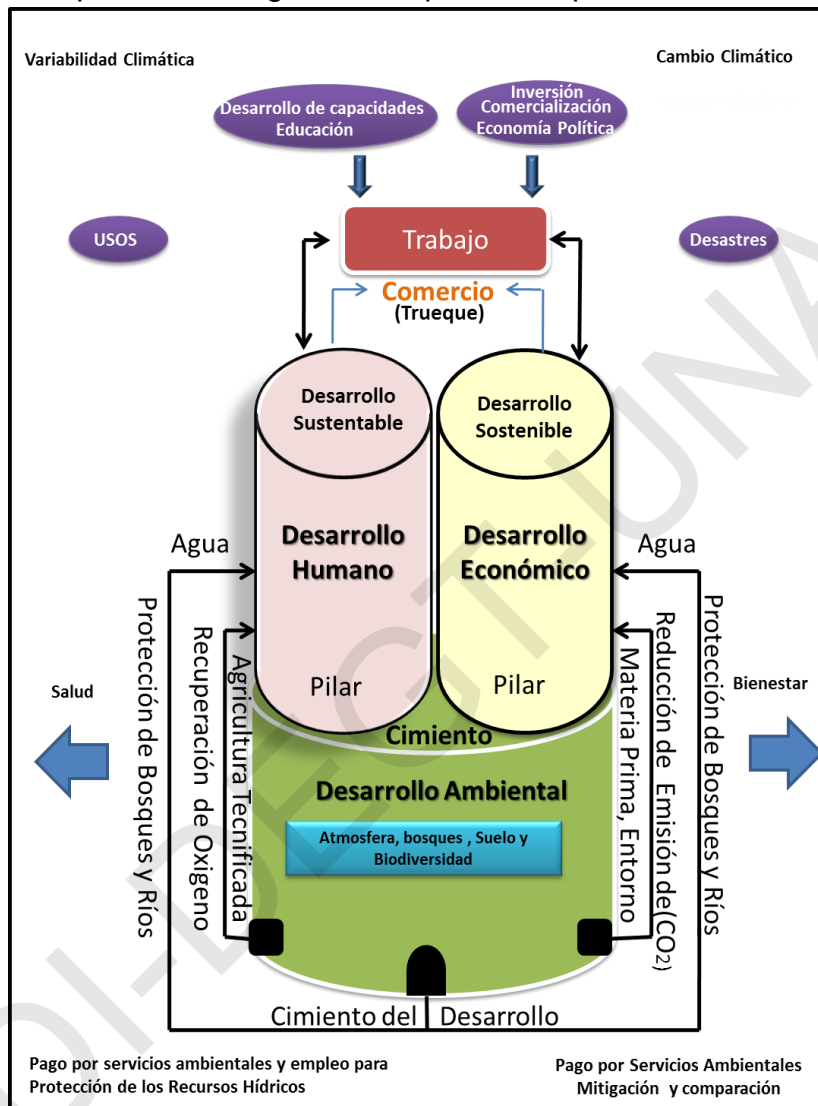 Variabilidad Climática
Cambio Climático
Desarrollo de capacidades
Educación
Inversión
Comercialización
Economía Política
USOS
Trabajo
Desastres
Comercio
(Trueque)
Desarrollo
Sustentable
Desarrollo
Sostenible
Desarrollo
Humano
Desarrollo
Económico
Agua
Agua
Protección de Bosques y Ríos
Recuperación de Oxigeno
Agricultura Tecnificada
Materia Prima, Entorno
Reducción de Emisión de(CO2)
Protección de Bosques y Ríos
Salud
Bienestar
Pilar
Pilar
Cimiento
Desarrollo Ambiental
Atmosfera, bosques , Suelo y
Biodiversidad
Cimiento del Desarrollo
Pago por servicios ambientales y empleo para
Protección de los Recursos Hídricos
Pago por Servicios Ambientales
Mitigación y comparación